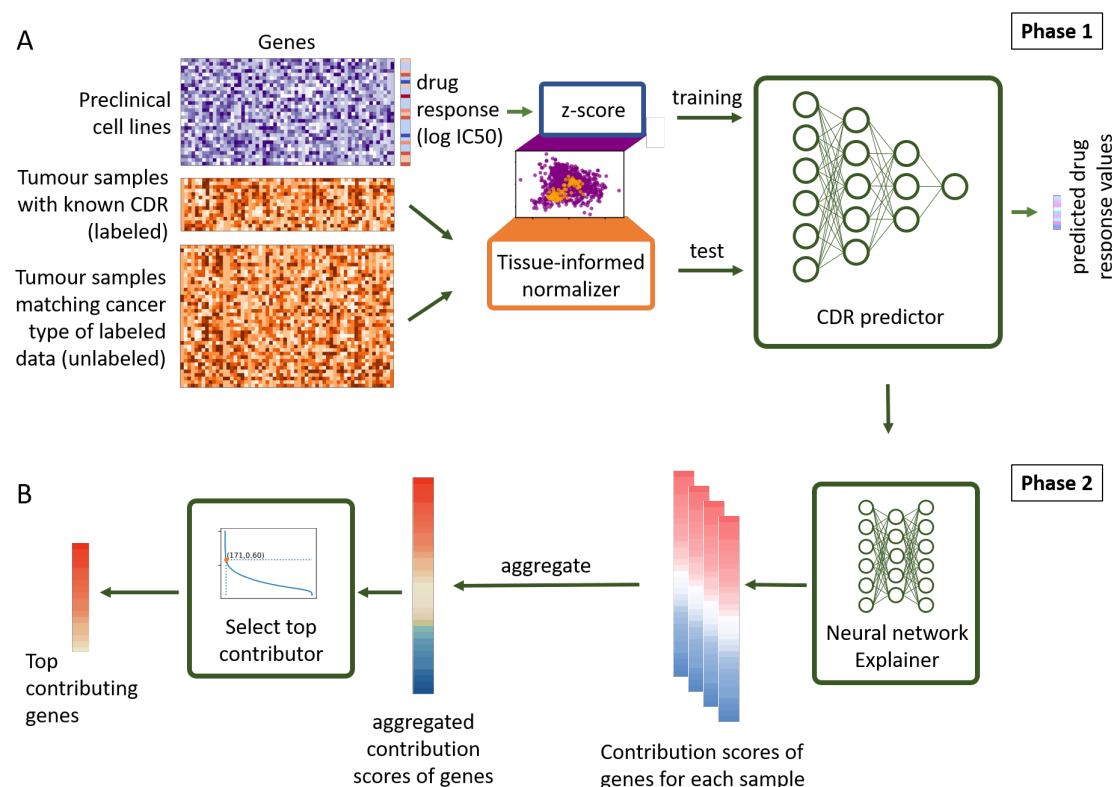 A
Phase 1
Genes
Preclinical
cell lines
drug
response
(log IC50)
z-score
training
Tumour samples
with known CDR
(labeled)
Tumour samples
matching cancer
type of labeled
data (unlabeled)
Tissue-informed
normalizer
test
CDR predictor
predicted drug
response values
B
Phase 2
(171,0.60)
Select top
contributor
aggregate
Neural network
Explainer
Top
contributing
genes
aggregated
contribution
scores of genes
Contribution scores of
genes for each sample